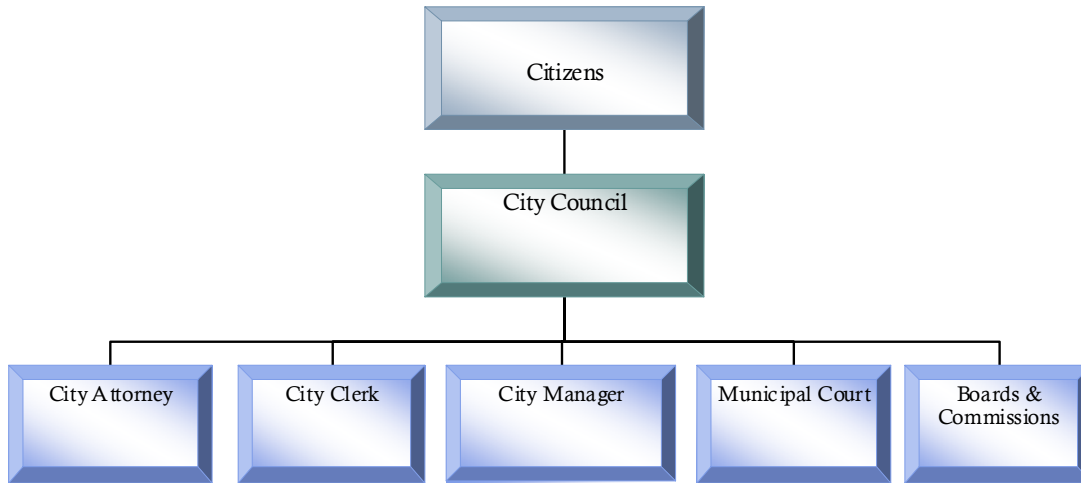 Citizens
City Council
City Attorney
City Clerk
City Manager
Municipal Court
Boards &
Commissions